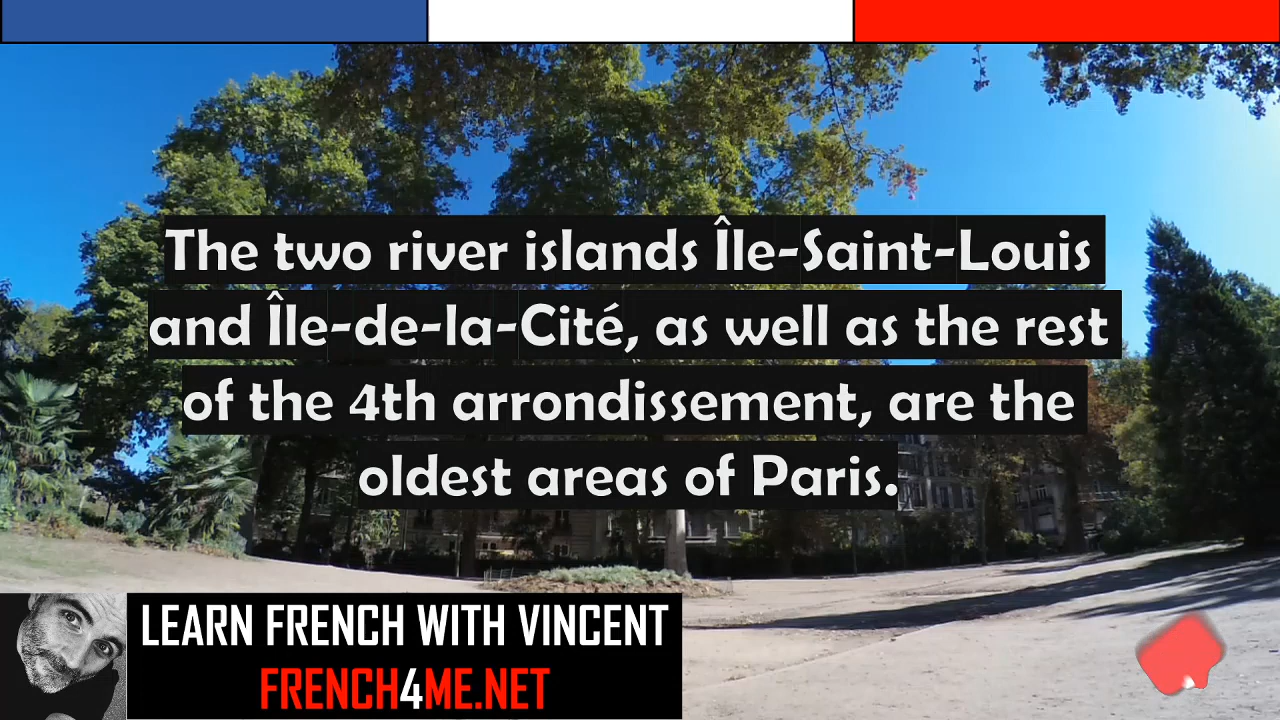 The two river islands Île-Saint-Louis
and Île-de-la-Cité, as well as the rest
of the 4th arrondissement, are the
oldest areas of Paris.
LEARN FRENCH WITH VINCENT
FRENCH4ME.NET